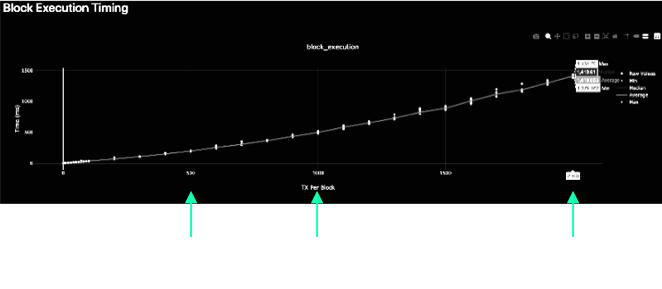 Block Execution Timing
block_execution
Max
Average
Min
Raw Values
Min
Median
Average
Max
1500
1000
500
0
Time (ms)
0
500
1000
1500
TX Per Block